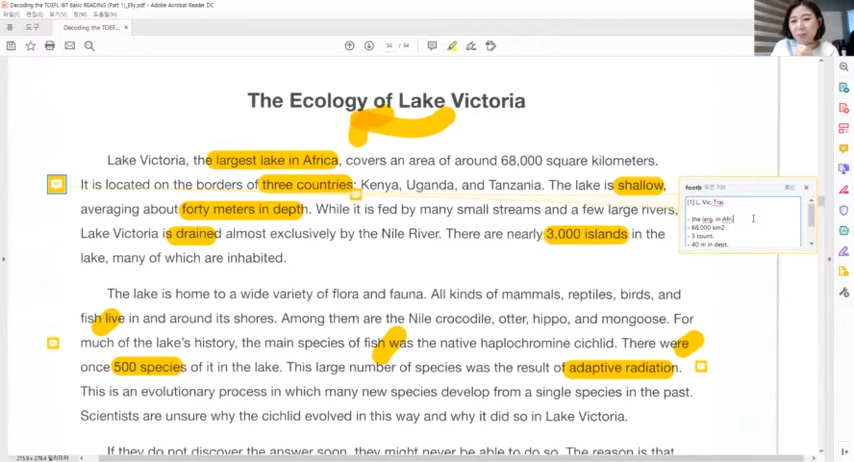 Decoding the TOEFL iBT Basic READING (Part 1)_Elly.pdf - Adobe Acrobat Reader DC
홈 도구 Decoding the TOEF... ×
34 / 94
The Ecology of Lake Victoria
Lake Victoria, the largest lake in Africa, covers an area of around 68,000 square kilometers.
It is located on the borders of three countries: Kenya, Uganda, and Tanzania. The lake is shallow,
averaging about forty meters in depth. While it is fed by many small streams and a few large rivers,
Lake Victoria is drained almost exclusively by the Nile River. There are nearly 3,000 islands in the
lake, many of which are inhabited.
[1] L. Vic. Trai.
- the larg. in Afric
- 68,000 km2
- 3 count.
- 40 m in dept.
The lake is home to a wide variety of flora and fauna. All kinds of mammals, reptiles, birds, and
fish live in and around its shores. Among them are the Nile crocodile, otter, hippo, and mongoose. For
much of the lake's history, the main species of fish was the native haplochromine cichlid. There were
once 500 species of it in the lake. This large number of species was the result of adaptive radiation.
This is an evolutionary process in which many new species develop from a single species in the past.
Scientists are unsure why the cichlid evolved in this way and why it did so in Lake Victoria.
If they do not discover the answer soon, they might never be able to do so. The reason is that